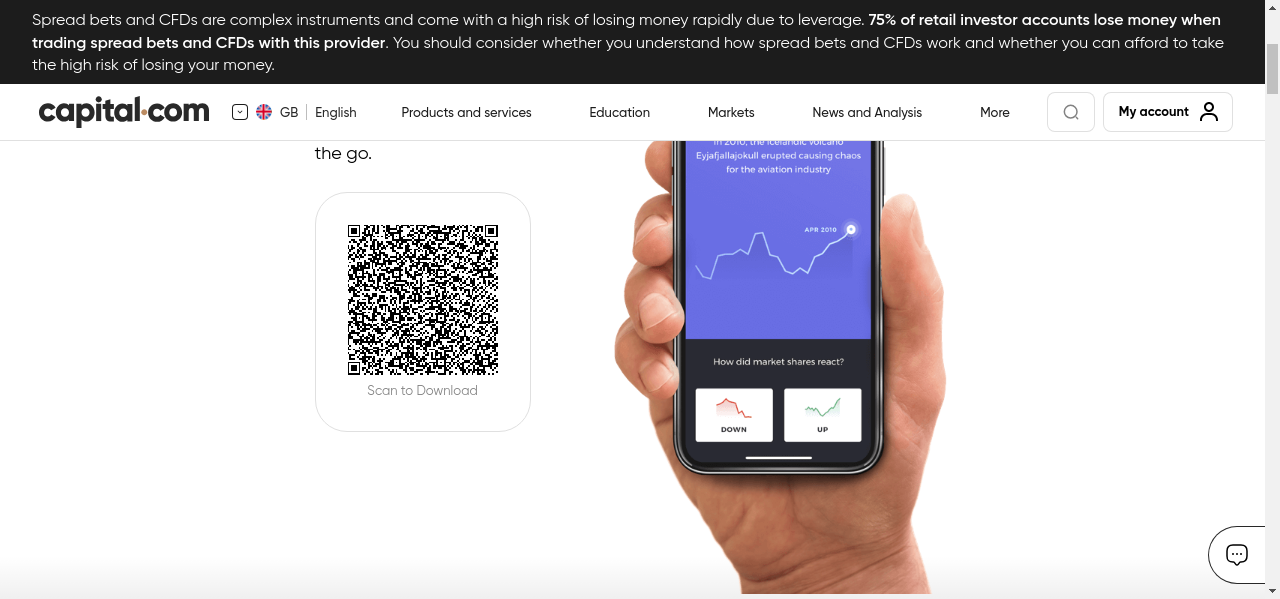 Spread bets and CFDs are complex instruments and come with a high risk of losing money rapidly due to leverage. 75% of retail investor accounts lose money when
trading spread bets and CFDs with this provider. You should consider whether you understand how spread bets and CFDs work and whether you can afford to take
the high risk of losing your money.
capital.com
GB
English
Products and services
Education
Markets
News and Analysis
More
My account
the go.
Scan to Download
In 2010, the Icelandic volcano
Eyjafjallajokull erupted causing chaos
for the aviation industry
APR 2010
How did market shares react?
DOWN
UP